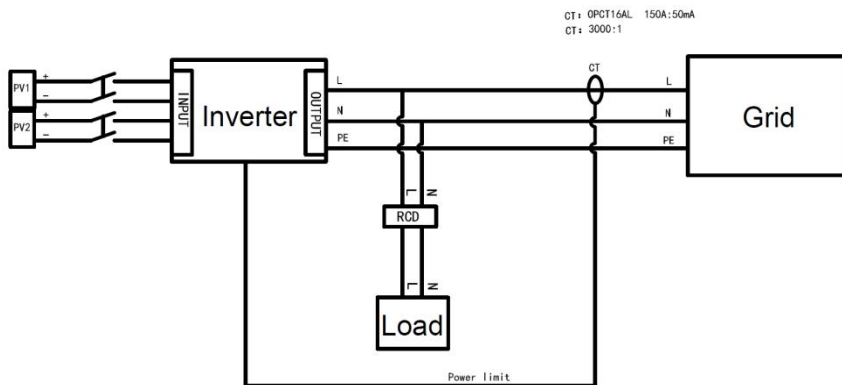 CT: OPCT16AL 150A:50mA
CT: 3000:1
PV1
+
-
PV2
+
-
INPUT
Inverter
OUTPUT
L
N
PE
CT
L
N
PE
Grid
L
N
RCD
L
N
Load
Power limit